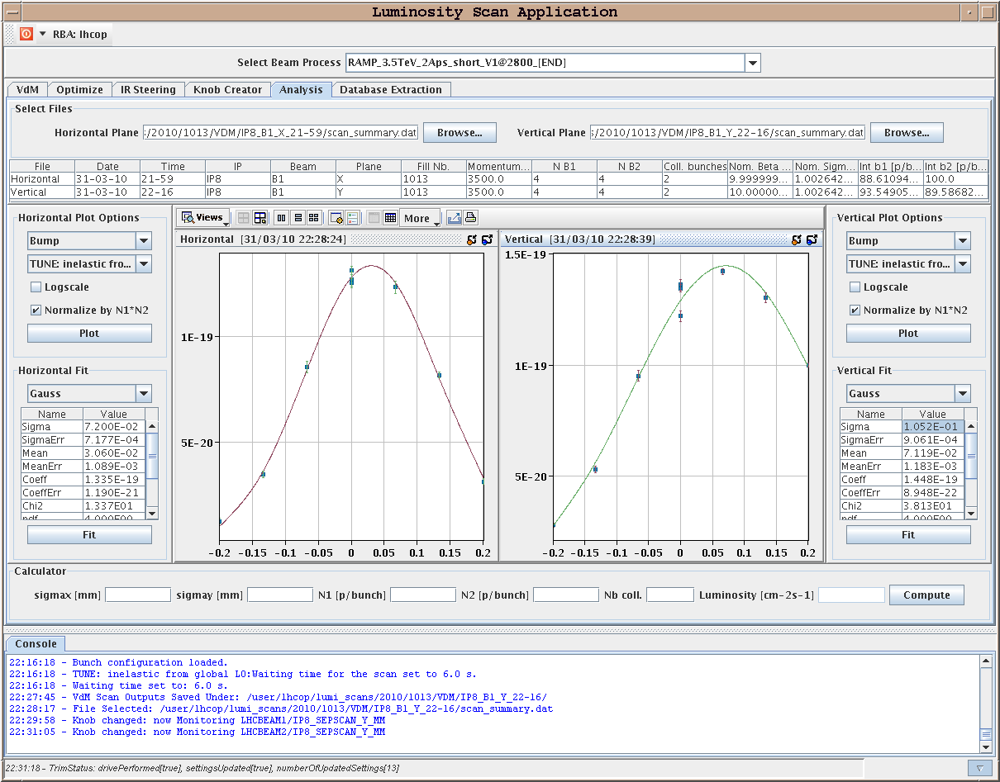 Luminosity Scan Application
RBA: lhcop
Select Beam Process RAMP_3.5TeV_2Aps_short_V1@2800_[END]
VdM Optimize IR Steering Knob Creator Analysis Database Extraction
Select Files
Horizontal Plane :/2010/1013/VDM/IP8_B1_X_21-59/scan_summary.dat Browse... Vertical Plane ;/2010/1013/VDM/IP8_B1_Y_22-16/scan_summary.dat Browse...
File Date Time IP Beam Plane Fill Nb. Momentum... N B1 N B2 Coll. bunches Nom. Beta ... Nom. Sigm... Int b1 [p/b... Int b2 [p/b...
Horizontal 31-03-10 21-59 IP8 B1 X 1013 3500.0 4 4 2 9.999999... 1.002642... 88.61094... 100.0
Vertical 31-03-10 22-16 IP8 B1 Y 1013 3500.0 4 4 2 10.00000... 1.002642... 93.54905... 89.58682...
Horizontal Plot Options
Bump
TUNE: inelastic fro...
Logscale
Normalize by N1*N2
Plot
Horizontal Fit
Gauss
Name Value
Sigma 7.200E-02
SigmaErr 7.177E-04
Mean 3.060E-02
MeanErr 1.089E-03
Coeff 1.335E-19
CoeffErr 1.190E-21
Chi2 1.337E01
ndf 4.000E00
Fit
Views More
Horizontal [31/03/10 22:28:24]
1E-19
5E-20
-0.2 -0.15 -0.1 -0.05 0 0.05 0.1 0.15 0.2
Vertical [31/03/10 22:28:39]
1.5E-19
1E-19
5E-20
-0.2 -0.15 -0.1 -0.05 0 0.05 0.1 0.15 0.2
Vertical Plot Options
Bump
TUNE: inelastic fro...
Logscale
Normalize by N1*N2
Plot
Vertical Fit
Gauss
Name Value
Sigma 1.052E-01
SigmaErr 9.061E-04
Mean 7.119E-02
MeanErr 1.183E-03
Coeff 1.448E-19
CoeffErr 8.948E-22
Chi2 3.813E01
ndf 4.000E00
Fit
Calculator
sigmax [mm] sigmay [mm] N1 [p/bunch] N2 [p/bunch] Nb coll. Luminosity [cm-2s-1] Compute
Console
22:16:18 - Bunch configuration loaded.
22:16:18 - TUNE: inelastic from global L0:Waiting time for the scan set to 6.0 s.
22:16:18 - Waiting time set to: 6.0 s.
22:27:45 - VdM Scan Outputs Saved Under: /user/lhcop/lumi_scans/2010/1013/VDM/IP8_B1_Y_22-16/
22:28:17 - File Selected: /user/lhcop/lumi_scans/2010/1013/VDM/IP8_B1_Y_22-16/scan_summary.dat
22:29:58 - Knob changed: now Monitoring LHCBEAM1/IP8_SEPSCAN_Y_MM
22:31:05 - Knob changed: now Monitoring LHCBEAM2/IP8_SEPSCAN_Y_MM
22:31:18 - TrimStatus: drivePerformed[true], settingsUpdated[true], numberOfUpdatedSettings[13]